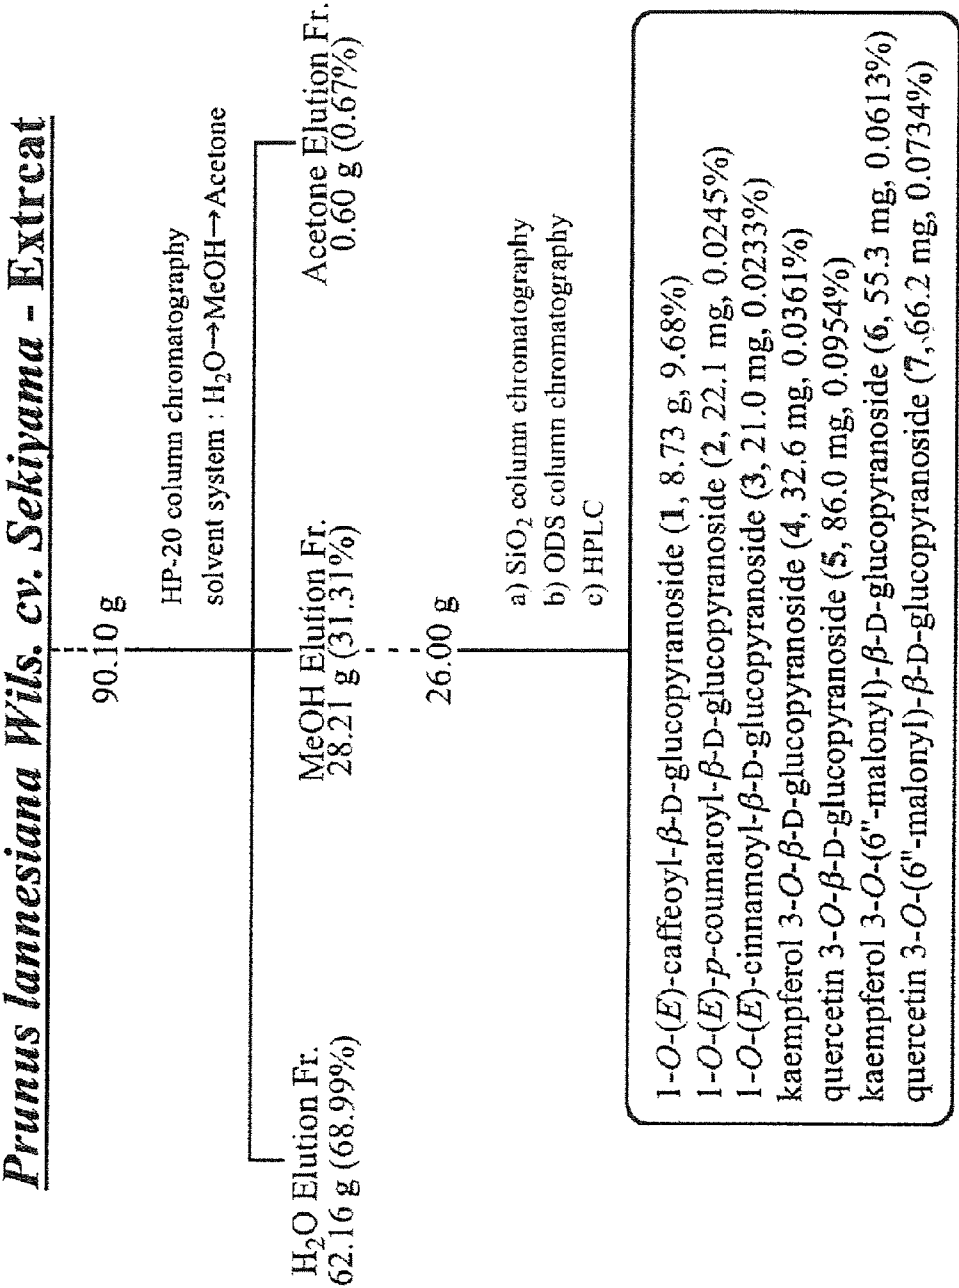 Prunus lannesiana Wils. cv. Sekiyama - Extrcat
90.10 g
HP-20 column chromatography
solvent system : H₂O→MeOH→Acetone
H₂O Elution Fr.
62.16 g (68.99%)
MeOH Elution Fr.
28.21 g (31.31%)
Acetone Elution Fr.
0.60 g (0.67%)
26.00 g
a) SiO₂ column chromatography
b) ODS column chromatography
c) HPLC
1-O-(E)-caffeoyl-β-D-glucopyranoside (1, 8.73 g, 9.68%)
1-O-(E)-p-coumaroyl-β-D-glucopyranoside (2, 22.1 mg, 0.0245%)
1-O-(E)-cinnamoyl-β-D-glucopyranoside (3, 21.0 mg, 0.0233%)
kaempferol 3-O-β-D-glucopyranoside (4, 32.6 mg, 0.0361%)
quercetin 3-O-β-D-glucopyranoside (5, 86.0 mg, 0.0954%)
kaempferol 3-O-(6"-malonyl)-β-D-glucopyranoside (6, 55.3 mg, 0.0613%)
quercetin 3-O-(6"-malonyl)-β-D-glucopyranoside (7, 66.2 mg, 0.0734%)